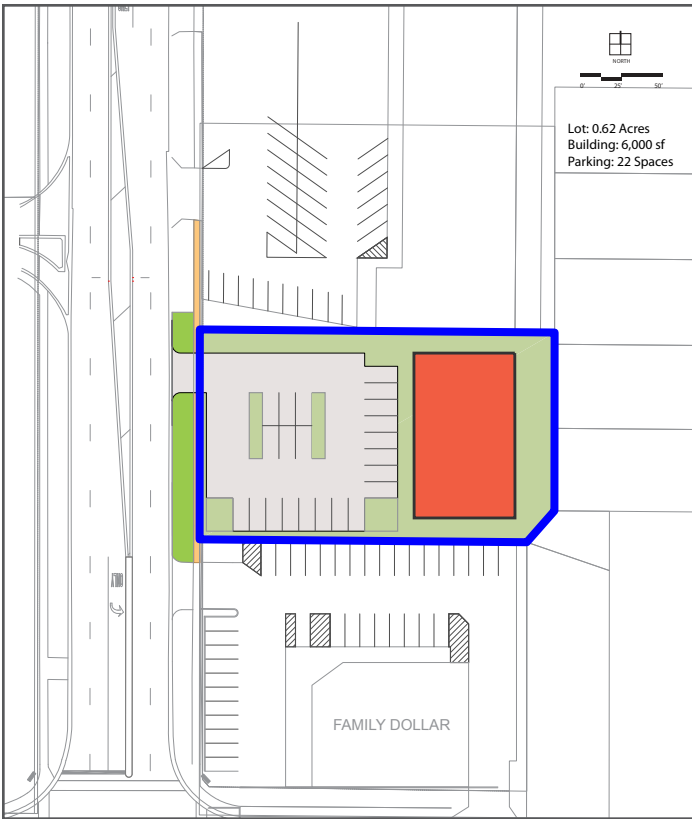 NORTH
0' 25' 50'
Lot: 0.62 Acres
Building: 6,000 sf
Parking: 22 Spaces
FAMILY DOLLAR